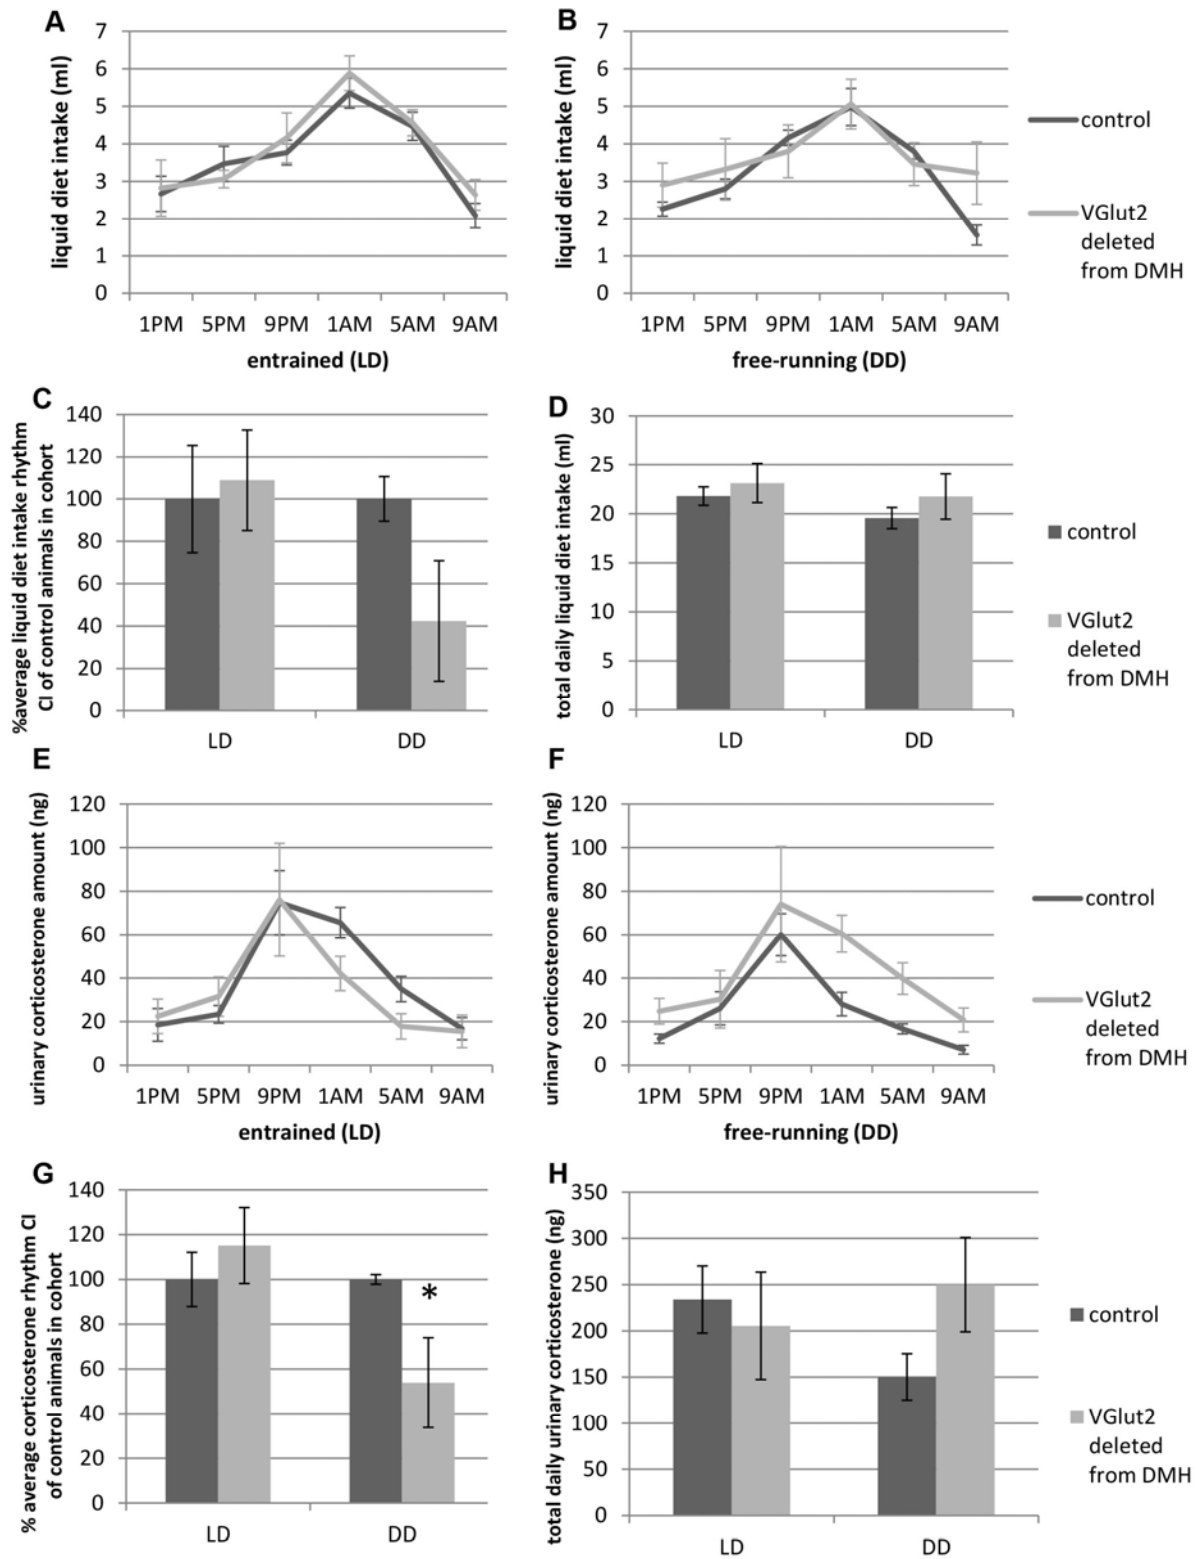 A
liquid diet intake (ml)
7
6
5
4
3
2
1
0
1PM 5PM 9PM 1AM 5AM 9AM
entrained (LD)
B
liquid diet intake (ml)
7
6
5
4
3
2
1
0
1PM 5PM 9PM 1AM 5AM 9AM
free-running (DD)
control
VGlut2
deleted
from DMH
C
%average liquid diet intake rhythm
CI of control animals in cohort
140
120
100
80
60
40
20
0
LD DD
D
total daily liquid diet intake (ml)
30
25
20
15
10
5
0
LD DD
control
VGlut2
deleted
from DMH
E
urinary corticosterone amount (ng)
120
100
80
60
40
20
0
1PM 5PM 9PM 1AM 5AM 9AM
entrained (LD)
F
urinary corticosterone amount (ng)
120
100
80
60
40
20
0
1PM 5PM 9PM 1AM 5AM 9AM
free-running (DD)
control
VGlut2
deleted
from DMH
G
% average corticosterone rhythm CI
of control animals in cohort
140
120
100
80
60
40
20
0
*
LD DD
H
total daily urinary corticosterone (ng)
350
300
250
200
150
100
50
0
LD DD
control
VGlut2
deleted
from DMH